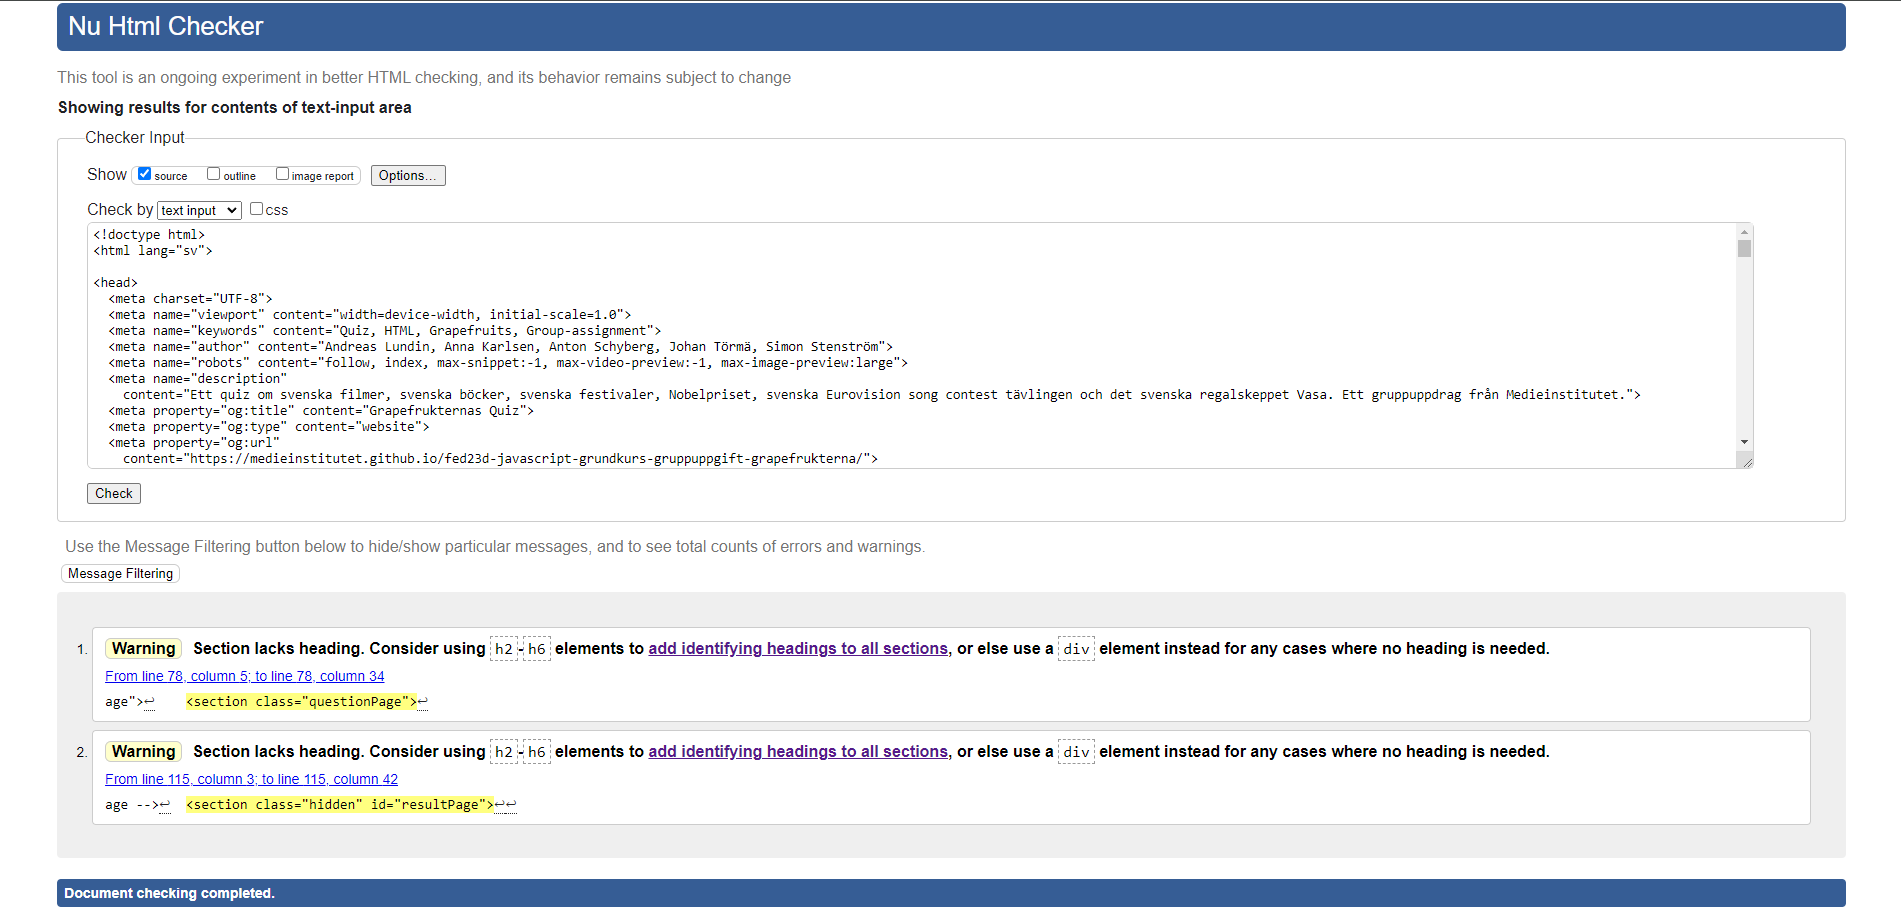 Nu Html Checker
This tool is an ongoing experiment in better HTML checking, and its behavior remains subject to change
Showing results for contents of text-input area
Checker Input
Show source outline image report Options...
Check by text input css
<!doctype html>
<html lang="sv">
<head>
<meta charset="UTF-8">
<meta name="viewport" content="width=device-width, initial-scale=1.0">
<meta name="keywords" content="Quiz, HTML, Grapefruits, Group-assignment">
<meta name="author" content="Andreas Lundin, Anna Karlsen, Anton Schyberg, Johan Törmä, Simon Stenström">
<meta name="robots" content="follow, index, max-snippet:-1, max-video-preview:-1, max-image-preview:large">
<meta name="description"
content="Ett quiz om svenska filmer, svenska böcker, svenska festivaler, Nobelpriset, svenska Eurovision song contest tävlingen och det svenska regalskeppet Vasa. Ett gruppuppdrag från Medieinstitutet.">
<meta property="og:title" content="Grapefrukternas Quiz">
<meta property="og:type" content="website">
<meta property="og:url"
content="https://medieinstitutet.github.io/fed23d-javascript-grundkurs-gruppuppgift-grapefrukterna/">
Check
Use the Message Filtering button below to hide/show particular messages, and to see total counts of errors and warnings.
Message Filtering
1. Warning Section lacks heading. Consider using h2-h6 elements to add identifying headings to all sections, or else use a div element instead for any cases where no heading is needed.
From line 78, column 5; to line 78, column 34
age">↩ <section class="questionPage">↩
2. Warning Section lacks heading. Consider using h2-h6 elements to add identifying headings to all sections, or else use a div element instead for any cases where no heading is needed.
From line 115, column 3; to line 115, column 42
age -->↩ <section class="hidden" id="resultPage">↩↩
Document checking completed.